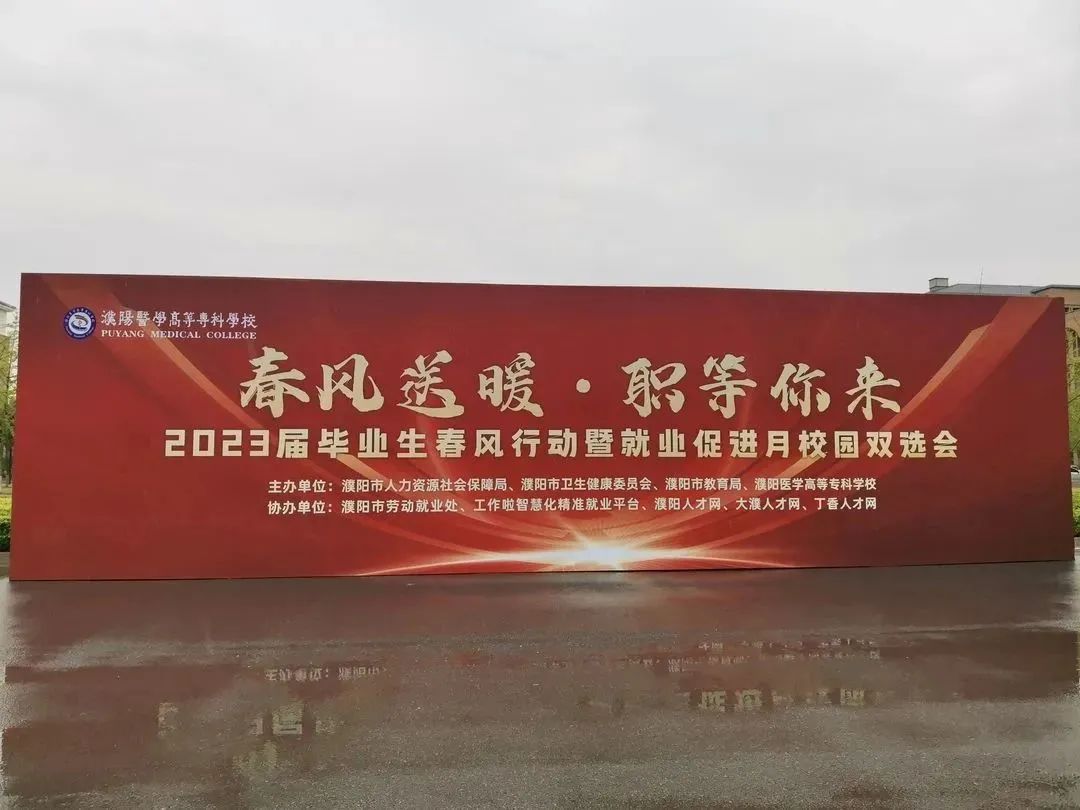 濮陽醫學高等專科學校
PUYANG MEDICAL COLLEGE
春风送暖·职等你来
2023届毕业生春风行动暨就业促进月校园双选会
主办单位：濮阳市人力资源社会保障局、濮阳市卫生健康委员会、濮阳市教育局、濮阳医学高等专科学校
协办单位：濮阳市劳动就业处、工作啦智慧化精准就业平台、濮阳人才网、大濮人才网、丁香人才网